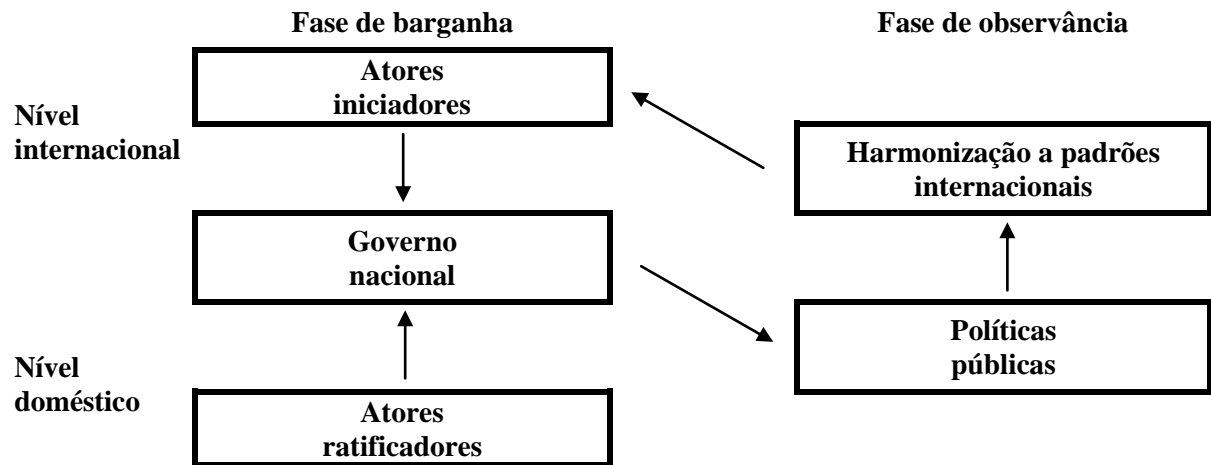 Fase de barganha
Fase de observância
Atores
iniciadores
Nível
internacional
Harmonização a padrões
internacionais
Governo
nacional
Políticas
públicas
Nível
doméstico
Atores
ratificadores